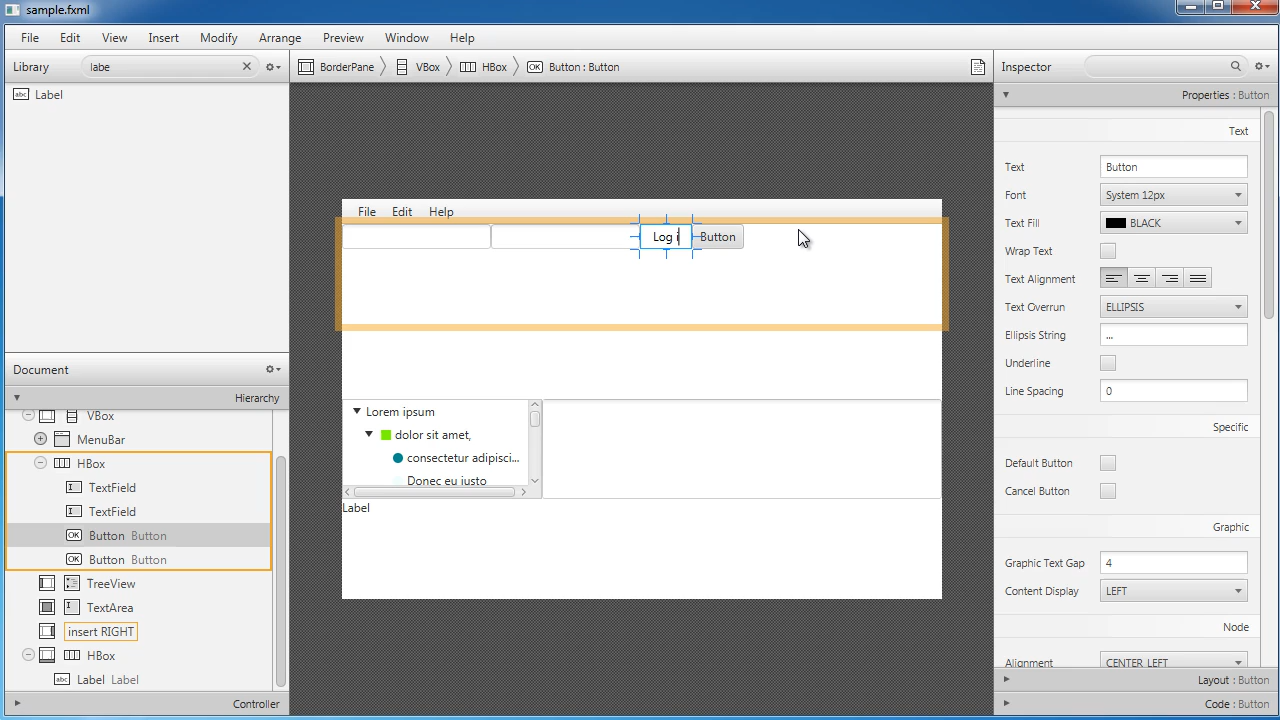 sample.fxml
File Edit View Insert Modify Arrange Preview Window Help
Library labe
BorderPane VBox HBox Button : Button
Inspector
abc Label
Properties : Button
Text
Text Button
Font System 12px
Text Fill BLACK
Wrap Text
Text Alignment
Text Overrun ELLIPSIS
Ellipsis String ...
Underline
Line Spacing 0
Specific
Default Button
Cancel Button
Graphic
Graphic Text Gap 4
Content Display LEFT
Node
Alignment CENTER_LEFT
Layout : Button
Code : Button
File Edit Help
Log i Button
Lorem ipsum
dolor sit amet,
consectetur adipisci...
Donec eu justo
Label
Document
Hierarchy
VBox
MenuBar
HBox
TextField
TextField
OK Button Button
OK Button Button
TreeView
TextArea
insert RIGHT
HBox
abc Label Label
Controller